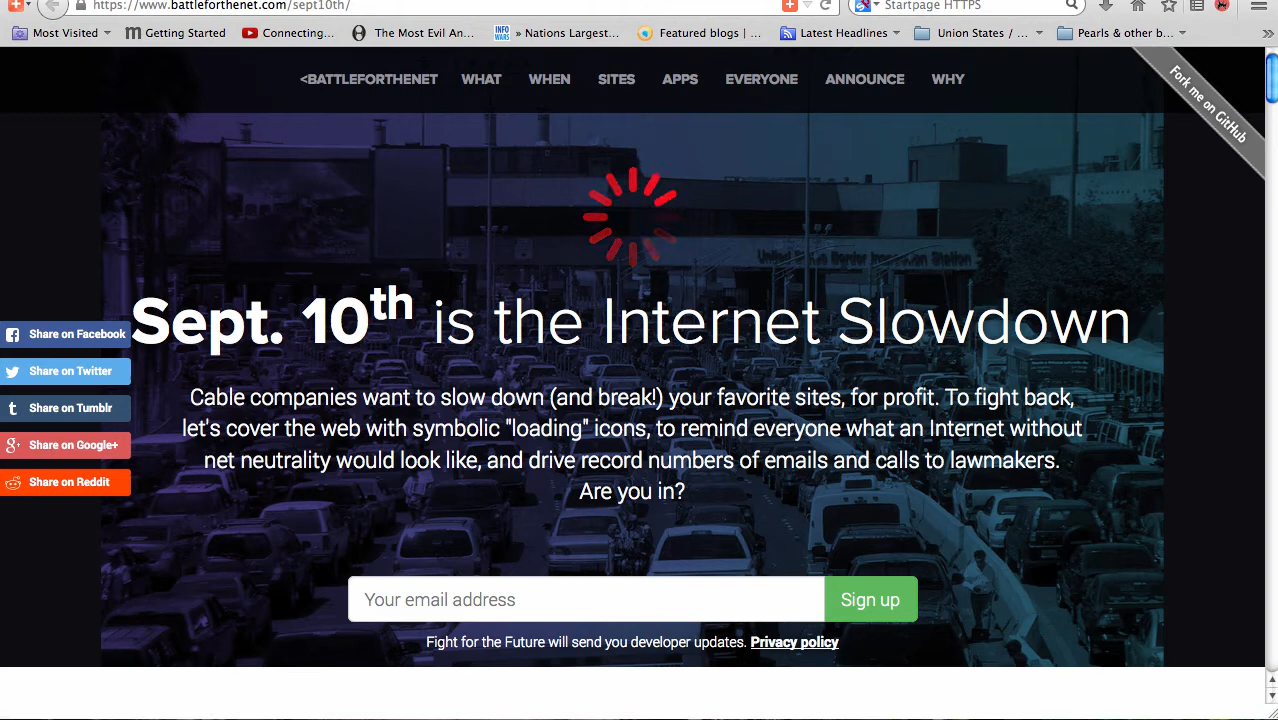 https://www.battleforthenet.com/sept10th/
Startpage HTTPS
Most Visited
Getting Started
Connecting...
The Most Evil An...
INFO WARS
» Nations Largest...
Featured blogs | ...
Latest Headlines
Union States / ...
Pearls & other b...
»
<BATTLEFORTHENET WHAT WHEN SITES APPS EVERYONE ANNOUNCE WHY
Fork me on GitHub
Sept. 10th is the Internet Slowdown
Share on Facebook
Share on Twitter
Share on Tumblr
Share on Google+
Share on Reddit
Cable companies want to slow down (and break!) your favorite sites, for profit. To fight back,
let's cover the web with symbolic "loading" icons, to remind everyone what an Internet without
net neutrality would look like, and drive record numbers of emails and calls to lawmakers.
Are you in?
Your email address
Sign up
Fight for the Future will send you developer updates. Privacy policy